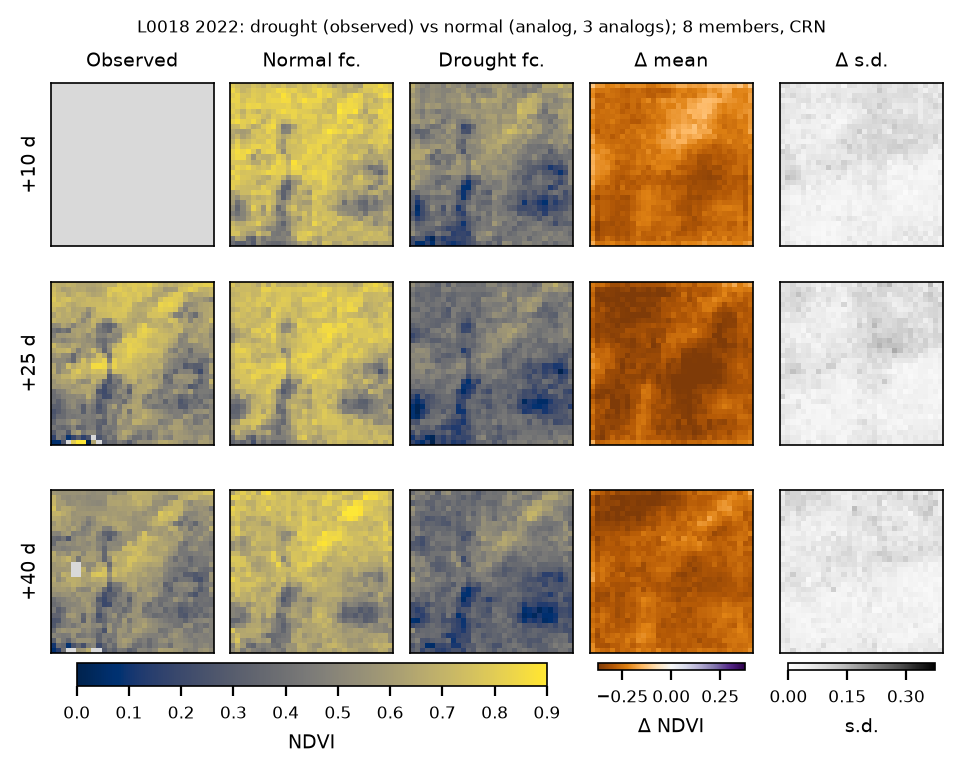 L0018 2022: drought (observed) vs normal (analog, 3 analogs); 8 members, CRN
Observed Normal fc. Drought fc. Δ mean Δ s.d.
+10 d
+25 d
+40 d
0.0 0.1 0.2 0.3 0.4 0.5 0.6 0.7 0.8 0.9
NDVI
−0.25 0.00 0.25
Δ NDVI
0.00 0.15 0.30
s.d.